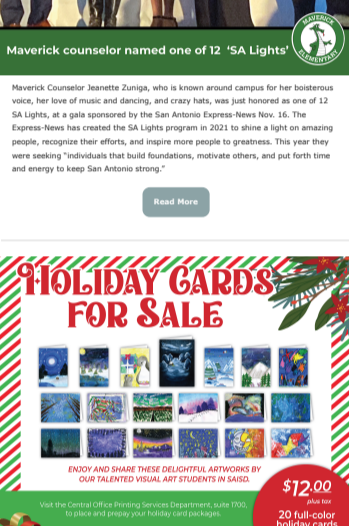 MAVERICK
ELEMENTARY
Maverick counselor named one of 12 ‘SA Lights’
Maverick Counselor Jeanette Zuniga, who is known around campus for her boisterous
voice, her love of music and dancing, and crazy hats, was just honored as one of 12
SA Lights, at a gala sponsored by the San Antonio Express-News Nov. 16. The
Express-News has created the SA Lights program in 2021 to shine a light on amazing
people, recognize their efforts, and inspire more people to greatness. This year they
were seeking “individuals that build foundations, motivate others, and put forth time
and energy to keep San Antonio strong.”
Read More
HOLIDAY CARDS
FOR SALE
ENJOY AND SHARE THESE DELIGHTFUL ARTWORKS BY
OUR TALENTED VISUAL ART STUDENTS IN SAISD.
$12.00
plus tax
20 full-color
holiday cards
Visit the Central Office Printing Services Department, suite 1700,
to place and prepay your holiday card packages.